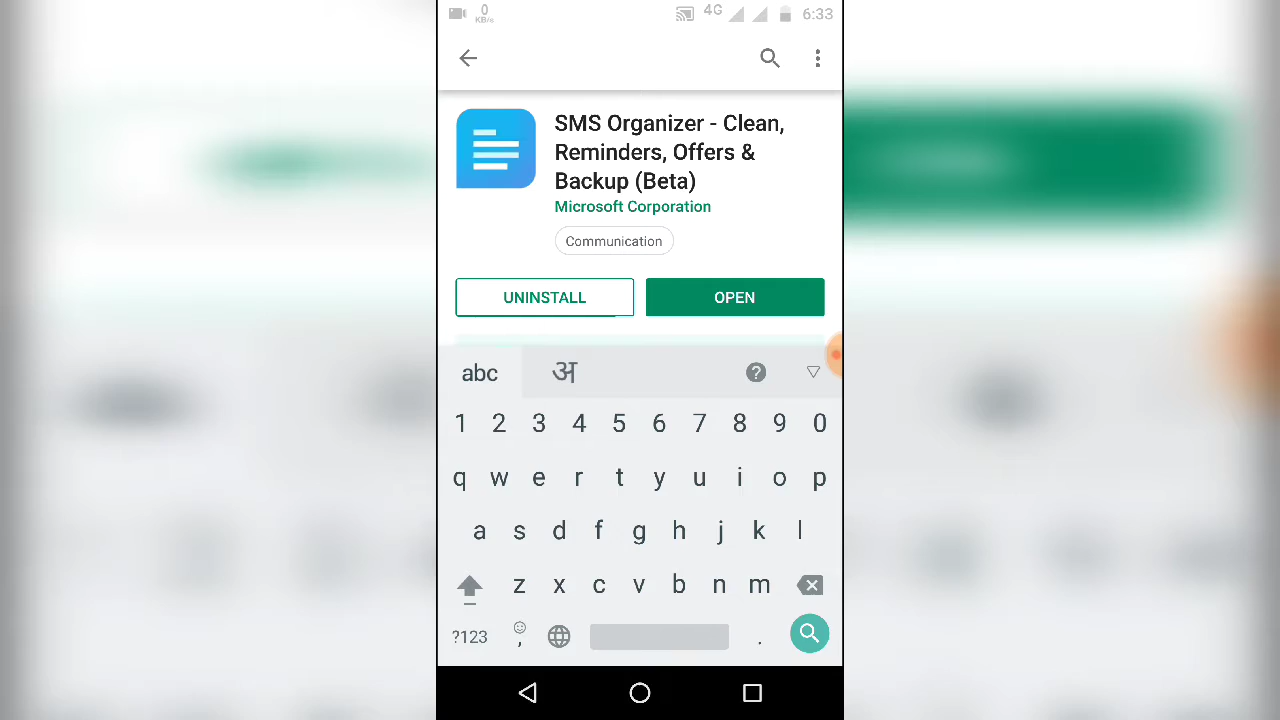 0
KB/s
4G
6:33
SMS Organizer - Clean,
Reminders, Offers &
Backup (Beta)
Microsoft Corporation
Communication
UNINSTALL
OPEN
abc
अ
?
1 2 3 4 5 6 7 8 9 0
q w e r t y u i o p
a s d f g h j k l
z x c v b n m
?123
,
.